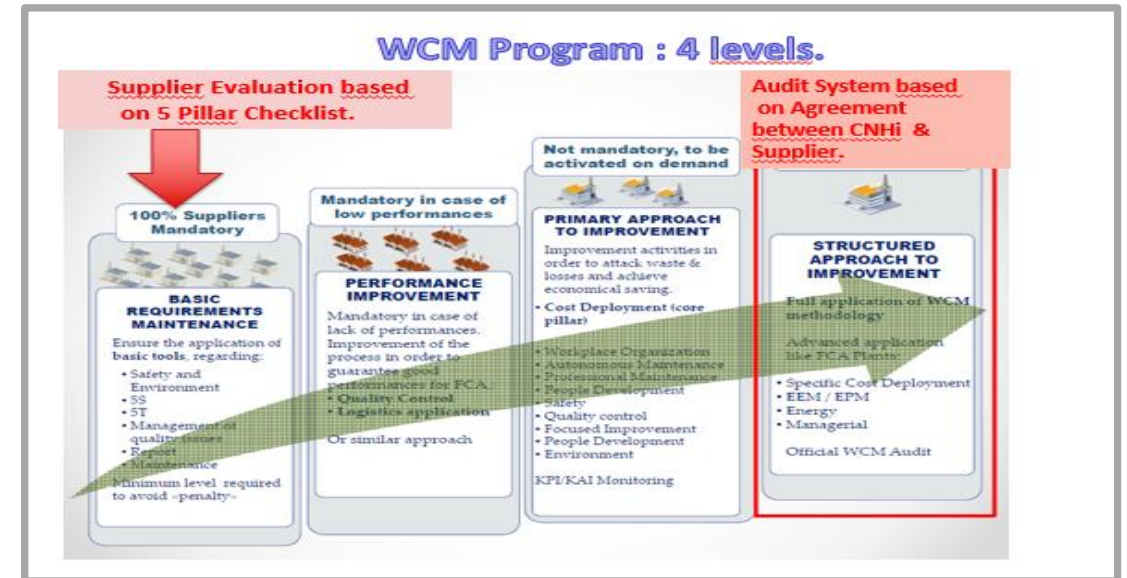 WCM Program : 4 levels.
Supplier Evaluation based
on 5 Pillar Checklist.
Audit System based
on Agreement
between CNHi &
Supplier.
100% Suppliers
Mandatory
BASIC
REQUIREMENTS
MAINTENANCE
Ensure the application of
basic tools, regarding:
• Safety and
Environment
• 5S
• 5T
• Management of
quality issues
• Report
• Maintenance
Minimum level required
to avoid «penalty»
Mandatory in case of
low performances
PERFORMANCE
IMPROVEMENT
Mandatory in case of
lack of performances.
Improvement of the
process in order to
guarantee good
performances for FCA.
• Quality Control
• Logistics application
Or similar approach
Not mandatory, to be
activated on demand
PRIMARY APPROACH
TO IMPROVEMENT
Improvement activities in
order to attack waste &
losses and achieve
economical saving.
• Cost Deployment (core
pillar)
• Workplace Organization
• Autonomous Maintenance
• Professional Maintenance
• People Development
• Safety
• Quality control
• Focused Improvement
• People Development
• Environment
KPI/KAI Monitoring
STRUCTURED
APPROACH TO
IMPROVEMENT
Full application of WCM
methodology
Advanced application
like FCA Plants:
• Specific Cost Deployment
• EEM / EPM
• Energy
• Managerial
Official WCM Audit